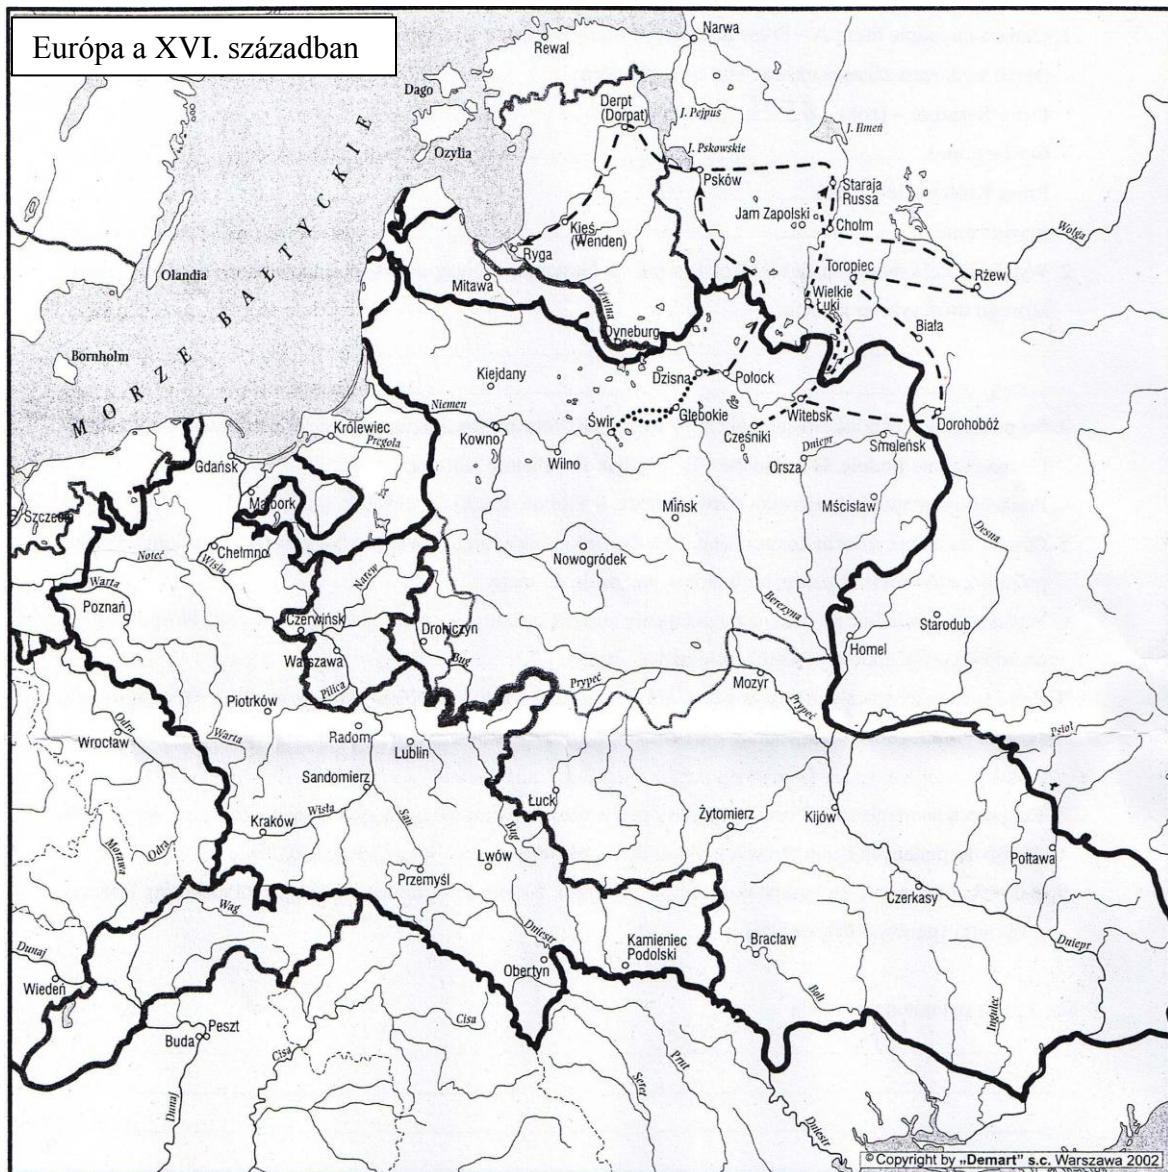 Európa a XVI. században
Narwa
Rewal
Dago
Derpt
(Dorpat)
J. Pejpus
J. Ilmeń
Ozylia
J. Pskowskie
Psków
Staraja
Russa
Jam Zapolski
Cholm
Kieś
(Wenden)
Wołga
Ryga
Toropiec
Rżew
Olandia
Mitawa
Dźwina
Wielkie
Łuki
MORZE BAŁTYCKIE
Dyneburg
Biała
Bornholm
Kiejdany
Dzisna
Połock
Niemen
Witebsk
Królewiec
Pregoła
Kowno
Świr
Głębokie
Cześniki
Dorohobóż
Dniepr
Smoleńsk
Gdańsk
Wilno
Orsza
Malbork
Mścisław
Szczecin
Mińsk
Desna
Chełmno
Noteć
Wisła
Nowogródek
Warta
Narew
Poznań
Berezyna
Starodub
Czerwińsk
Drohiczyn
Homel
Warszawa
Bug
Prypeć
Mozyr
Pilica
Prypeć
Piotrków
Odra
Warta
Radom
Psioł
Wrocław
Lublin
Sandomierz
Łuck
Wisła
San
Kraków
Bug
Żytomierz
Kijów
Morawa
Odra
Lwów
Połtawa
Przemyśl
Czerkasy
Wag
Dniestr
Dunaj
Kamieniec
Podolski
Bracław
Dniepr
Obertyn
Wiedeń
Boh
Ingulec
Cisa
Peszt
Buda
Cisa
Prut
Seret
Dunaj
Dniestr
©Copyright by „Demart” s.c. Warszawa 2002